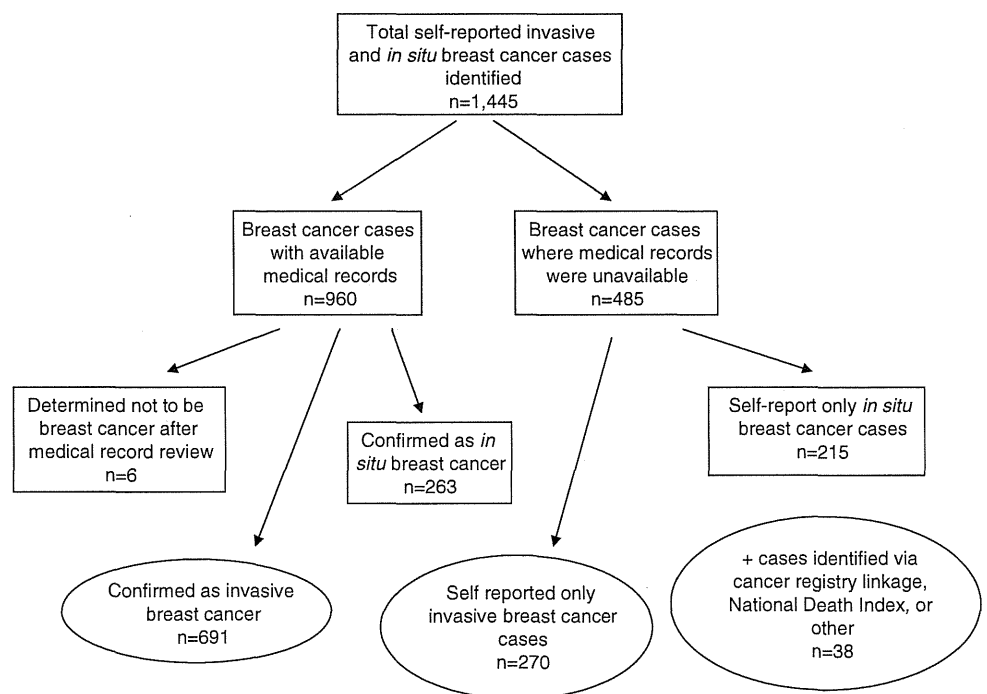 Total self-reported invasive
and in situ breast cancer cases
identified
n=1,445
Breast cancer cases
with available
medical records
n=960
Breast cancer cases
where medical records
were unavailable
n=485
Determined not to be
breast cancer after
medical record review
n=6
Confirmed as in
situ breast cancer
n=263
Self-report only in situ
breast cancer cases
n=215
Confirmed as invasive
breast cancer
n=691
Self reported only
invasive breast cancer
cases
n=270
+ cases identified via
cancer registry linkage,
National Death Index, or
other
n=38